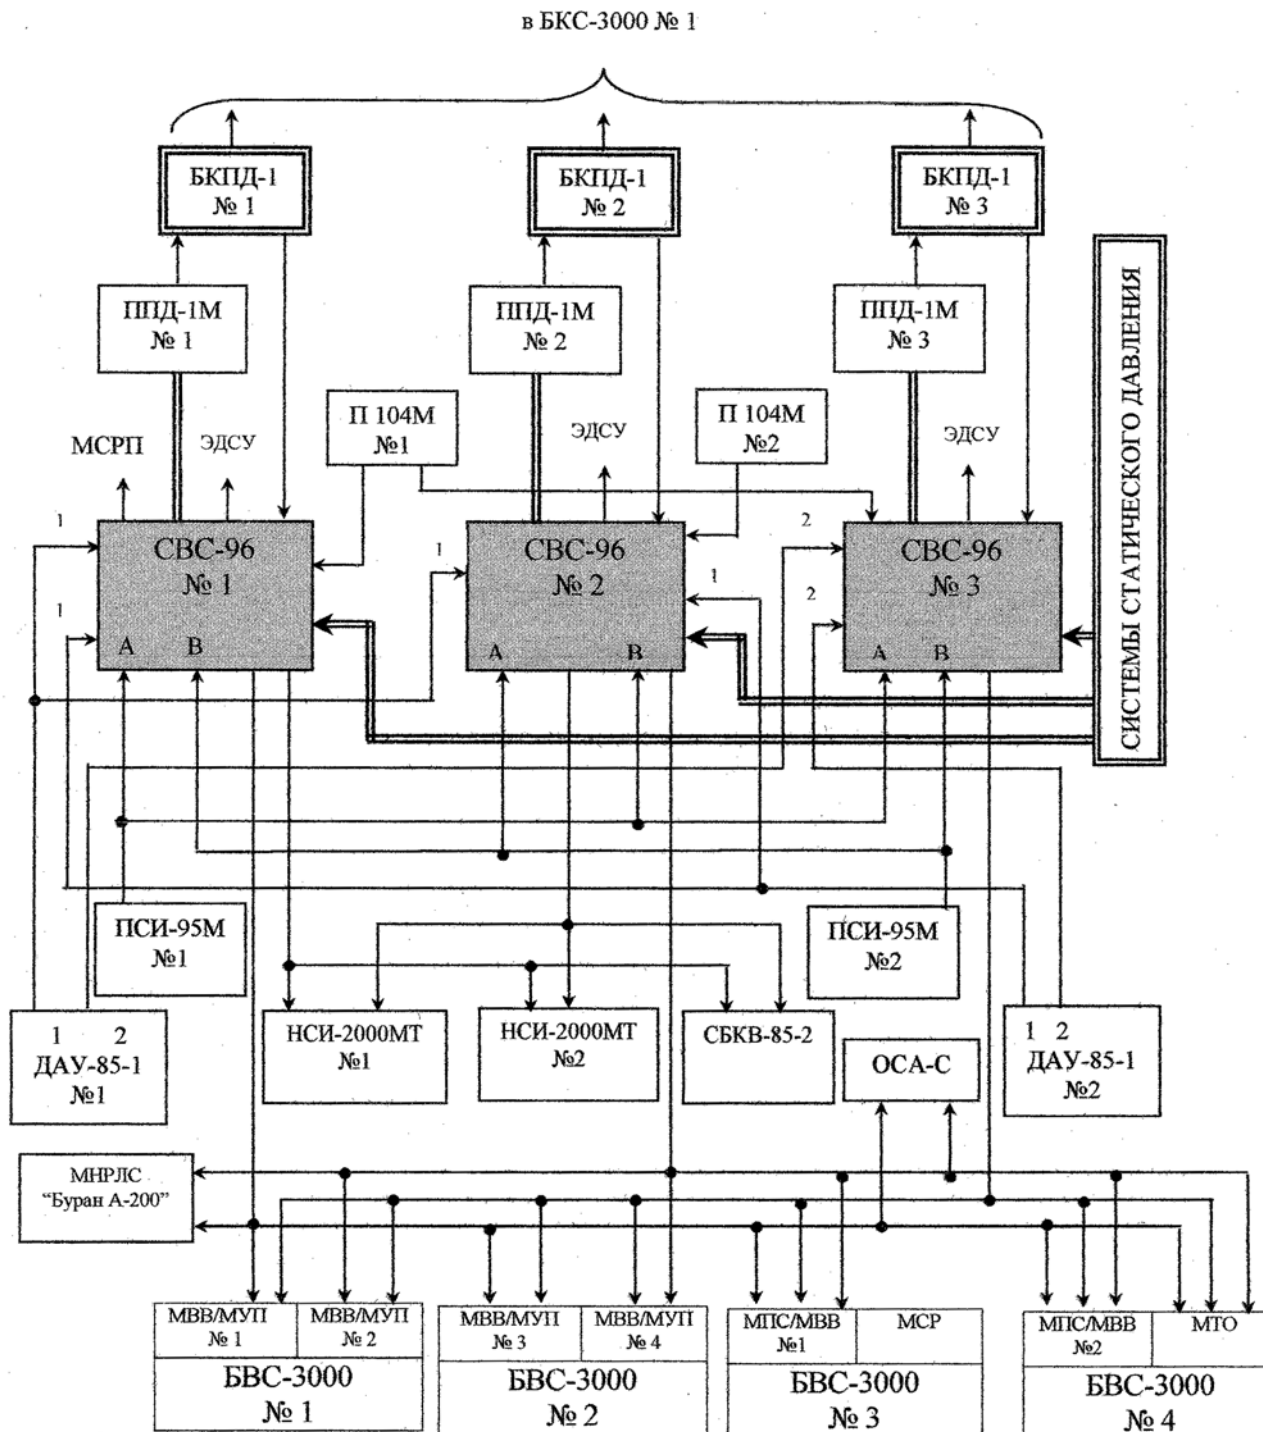 в БКС-3000 № 1
БКПД-1
№ 1
БКПД-1
№ 2
БКПД-1
№ 3
ППД-1М
№ 1
ППД-1М
№ 2
ППД-1М
№ 3
СИСТЕМЫ СТАТИЧЕСКОГО ДАВЛЕНИЯ
П 104М
№1
П 104М
№2
МСРП
ЭДСУ
ЭДСУ
ЭДСУ
1
СВС-96
№ 1
1
А
В
1
СВС-96
№ 2
1
А
В
2
СВС-96
№ 3
2
А
В
ПСИ-95М
№1
ПСИ-95М
№2
1 2
ДАУ-85-1
№1
НСИ-2000МТ
№1
НСИ-2000МТ
№2
СБКВ-85-2
ОСА-С
1 2
ДАУ-85-1
№2
МНРЛС
“Буран А-200”
МВВ/МУП
№ 1
МВВ/МУП
№ 2
БВС-3000
№ 1
МВВ/МУП
№ 3
МВВ/МУП
№ 4
БВС-3000
№ 2
МПС/МВВ
№1
МСР
БВС-3000
№ 3
МПС/МВВ
№2
МТО
БВС-3000
№ 4